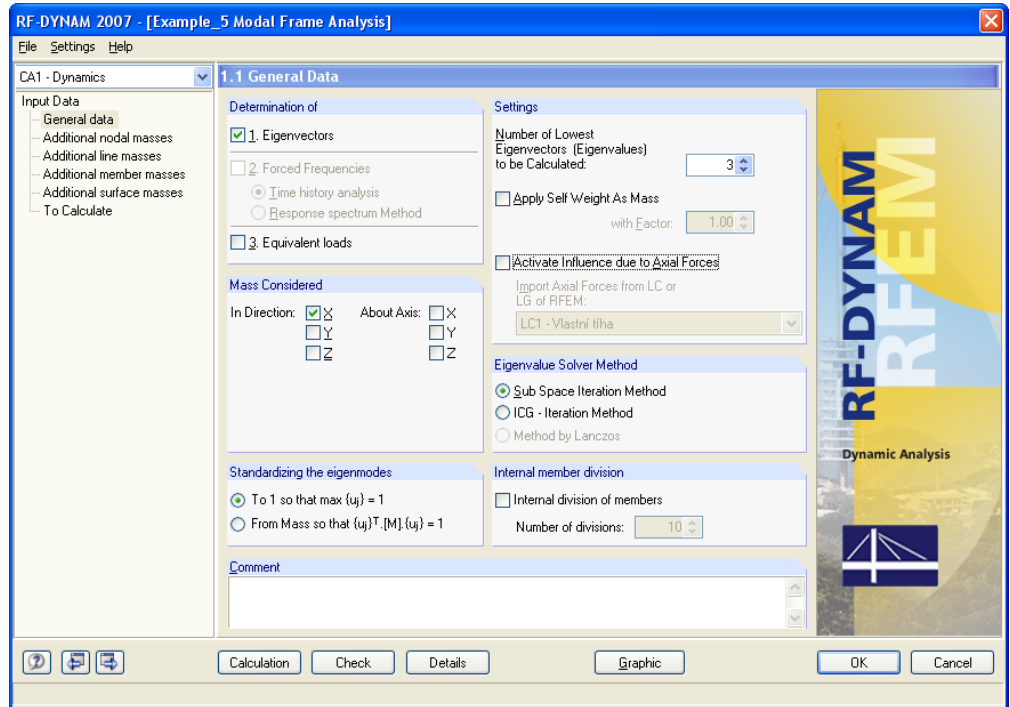 RF-DYNAM 2007 - [Example_5 Modal Frame Analysis]
File Settings Help
CA1 - Dynamics
Input Data
General data
Additional nodal masses
Additional line masses
Additional member masses
Additional surface masses
To Calculate
1.1 General Data
Determination of
1. Eigenvectors
2. Forced Frequencies
Time history analysis
Response spectrum Method
3. Equivalent loads
Mass Considered
In Direction: X About Axis: X
Y Y
Z Z
Standardizing the eigenmodes
To 1 so that max {uj} = 1
From Mass so that {uj}T.[M].{uj} = 1
Settings
Number of Lowest
Eigenvectors (Eigenvalues)
to be Calculated: 3
Apply Self Weight As Mass
with Factor: 1.00
Activate Influence due to Axial Forces
Import Axial Forces from LC or
LG of RFEM:
LC1 - Vlastní tíha
Eigenvalue Solver Method
Sub Space Iteration Method
ICG - Iteration Method
Method by Lanczos
Internal member division
Internal division of members
Number of divisions: 10
Comment
RF-DYNAM
RFEM
Dynamic Analysis
Calculation Check Details Graphic OK Cancel